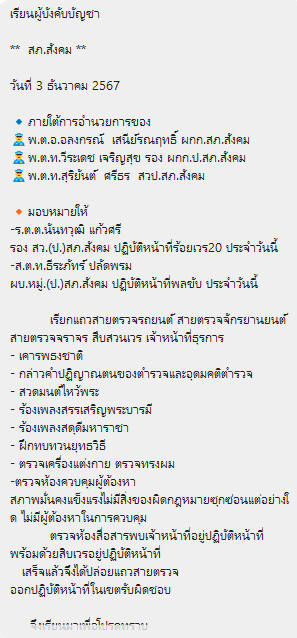 เรียนผู้บังคับบัญชา
** สภ.สังคม **
วันที่ 3 ธันวาคม 2567
🔹ภายใต้การอำนวยการของ
👮พ.ต.อ.อลงกรณ์ เสนีย์รณฤทธิ์ ผกก.สภ.สังคม
👮พ.ต.ท.วีระเดช เจริญสุข รอง ผกก.ป.สภ.สังคม
👮พ.ต.ท.สุริยันต์ ศรีธร สวป.สภ.สังคม
🔸มอบหมายให้
-ร.ต.ต.นันทวุฒิ แก้วศรี
รอง สว.(ป.)สภ.สังคม ปฏิบัติหน้าที่ร้อยเวร20 ประจำวันนี้
-ส.ต.ท.ธีระภัทร์ ปลัดพรม
ผบ.หมู่.(ป.)สภ.สังคม ปฏิบัติหน้าที่พลขับ ประจำวันนี้
เรียกแถวสายตรวจรถยนต์ สายตรวจจักรยานยนต์
สายตรวจจราจร สืบสวนเวร เจ้าหน้าที่ธุรการ
- เคารพธงชาติ
- กล่าวคำปฏิญาณตนของตำรวจและอุดมคติตำรวจ
- สวดมนต์ไหว้พระ
- ร้องเพลงสรรเสริญพระบารมี
- ร้องเพลงสดุดีมหาราชา
- ฝึกทบทวนยุทธวิธี
- ตรวจเครื่องแต่งกาย ตรวจทรงผม
-ตรวจห้องควบคุมผู้ต้องหา
สภาพมั่นคงแข็งแรงไม่มีสิ่งของผิดกฎหมายซุกซ่อนแต่อย่างใ
ด ไม่มีผู้ต้องหาในการควบคุม
ตรวจห้องสื่อสารพบเจ้าหน้าที่อยู่ปฏิบัติหน้าที่
พร้อมด้วยสิบเวรอยู่ปฏิบัติหน้าที่
เสร็จแล้วจึงได้ปล่อยแถวสายตรวจ
ออกปฏิบัติหน้าที่ในเขตรับผิดชอบ
จึงเรียนมาเพื่อโปรดทราบ